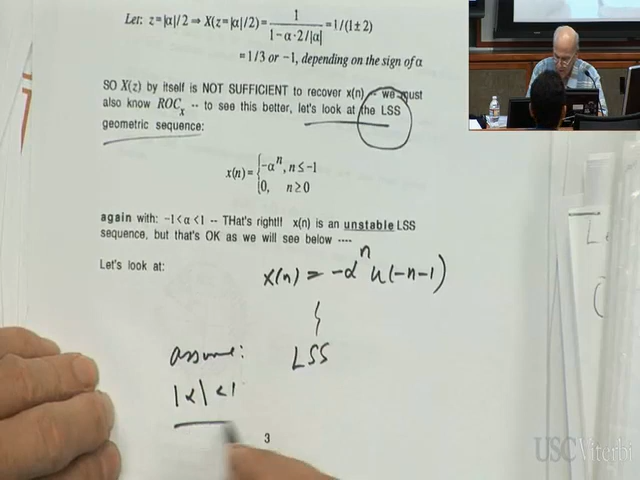 Let: z=|α|/2 ⇒ X(z=|α|/2) = 1/(1-α·2/|α|) = 1/(1±2)
= 1/3 or -1, depending on the sign of α
SO X(z) by itself is NOT SUFFICIENT to recover x(n) -- we must
also know ROCₓ -- to see this better, let's look at the LSS
geometric sequence:
x(n) = { -αⁿ, n ≤ -1
0, n ≥ 0
again with: -1<α<1 -- THat's right!! x(n) is an unstable LSS
sequence, but that's OK as we will see below ----
Let's look at:
x(n) = -αⁿ u(-n-1)
LSS
assume:
|α| < 1
3
USC Viterbi